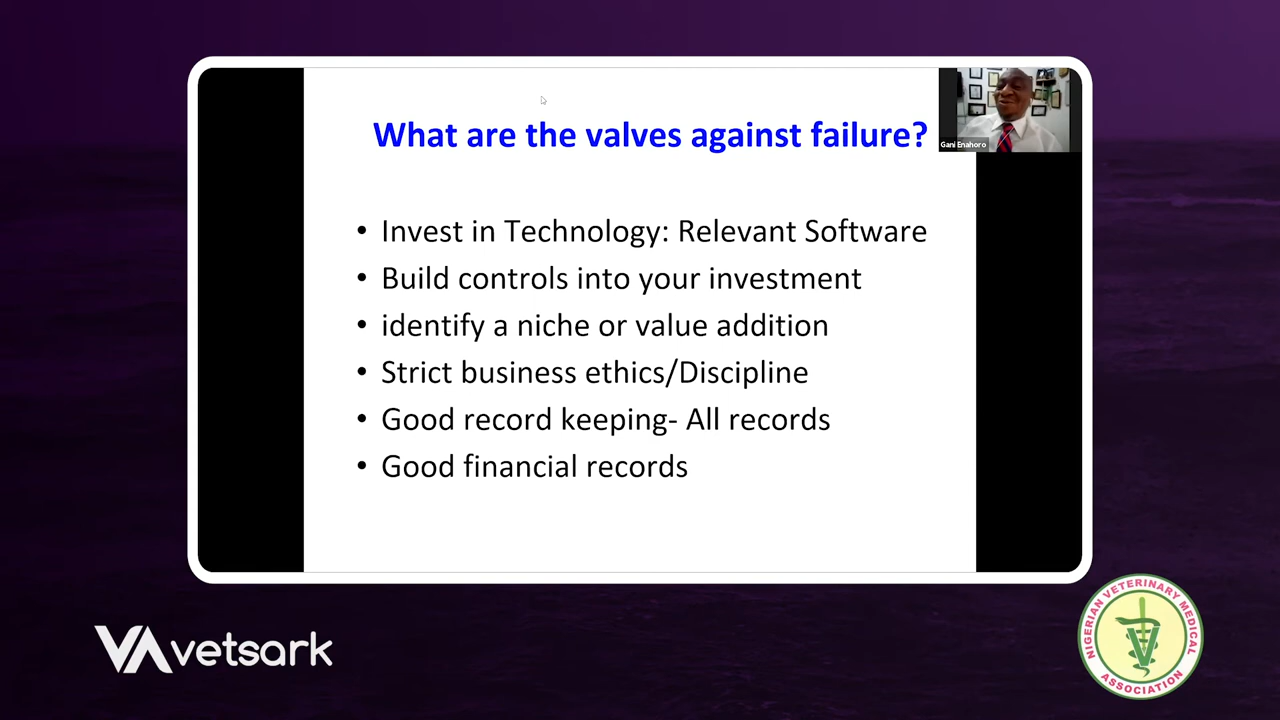 What are the valves against failure?
Gani Enahoro
• Invest in Technology: Relevant Software
• Build controls into your investment
• identify a niche or value addition
• Strict business ethics/Discipline
• Good record keeping- All records
• Good financial records
VA vetsark
NIGERIAN VETERINARY MEDICAL
ASSOCIATION
V